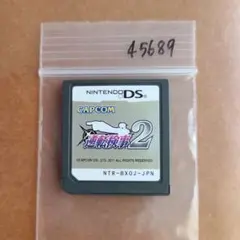 45689
NINTENDO DS
CAPCOM
逆転検事2
NTR-BXOJ-JPN